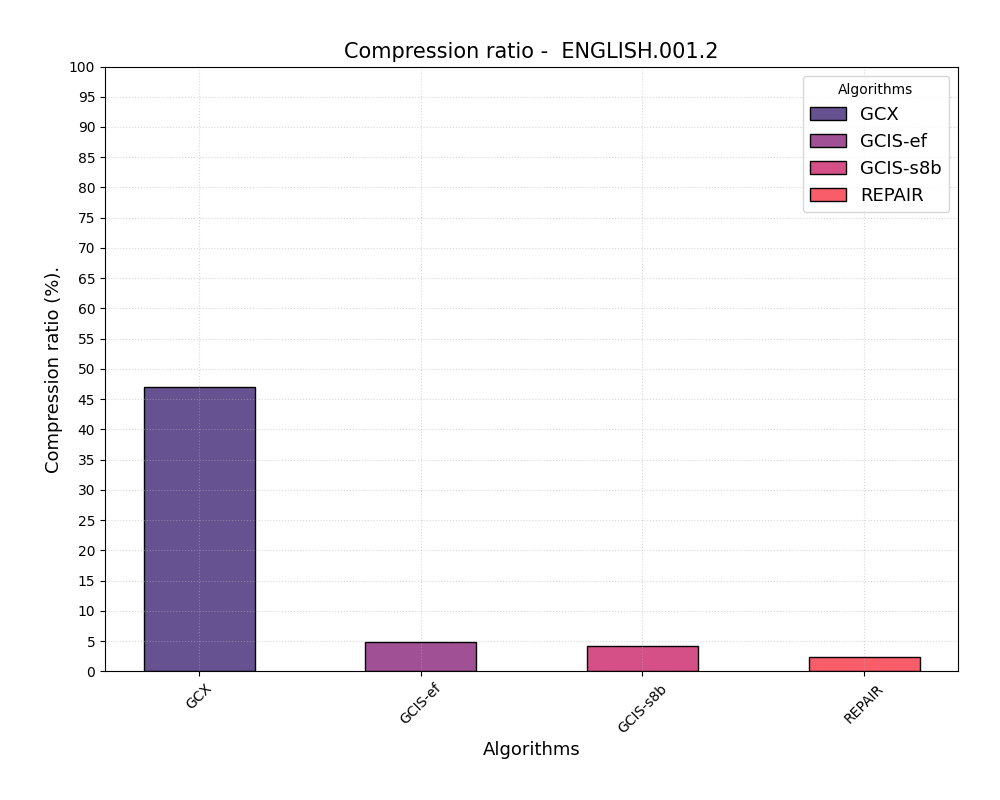 Compression ratio -  ENGLISH.001.2
100
95
90
85
80
75
70
65
60
55
50
45
40
35
30
25
20
15
10
5
0
Compression ratio (%).
Algorithms
GCX
GCIS-ef
GCIS-s8b
REPAIR
GCX
GCIS-ef
GCIS-s8b
REPAIR
Algorithms